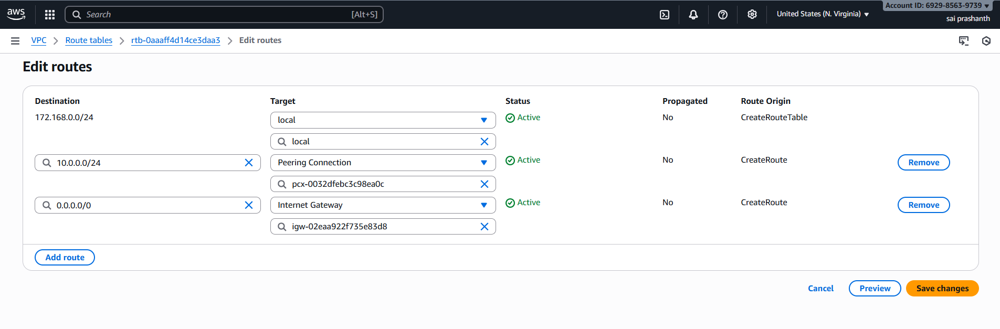 aws
Search [Alt+S]
United States (N. Virginia)
Account ID: 6929-8563-9739
sai prashanth
VPC
Route tables
rtb-0aaaff4d14ce3daa3
Edit routes
Edit routes
Destination Target Status Propagated Route Origin
172.168.0.0/24 local Active No CreateRouteTable
local
10.0.0.0/24 Peering Connection Active No CreateRoute Remove
pcx-0032dfebc3c98ea0c
0.0.0.0/0 Internet Gateway Active No CreateRoute Remove
igw-02eaa922f735e83d8
Add route
Cancel Preview Save changes